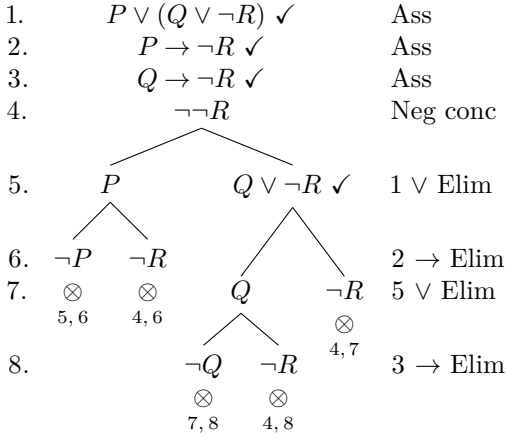 1. P ∨ (Q ∨ ¬R) ✓ Ass
2. P → ¬R ✓ Ass
3. Q → ¬R ✓ Ass
4. ¬¬R Neg conc
5. P Q ∨ ¬R ✓ 1 ∨ Elim
6. ¬P ¬R 2 → Elim
7. ⊗ ⊗ Q ¬R 5 ∨ Elim
5, 6 4, 6 ⊗
4, 7
8. ¬Q ¬R 3 → Elim
⊗ ⊗
7, 8 4, 8